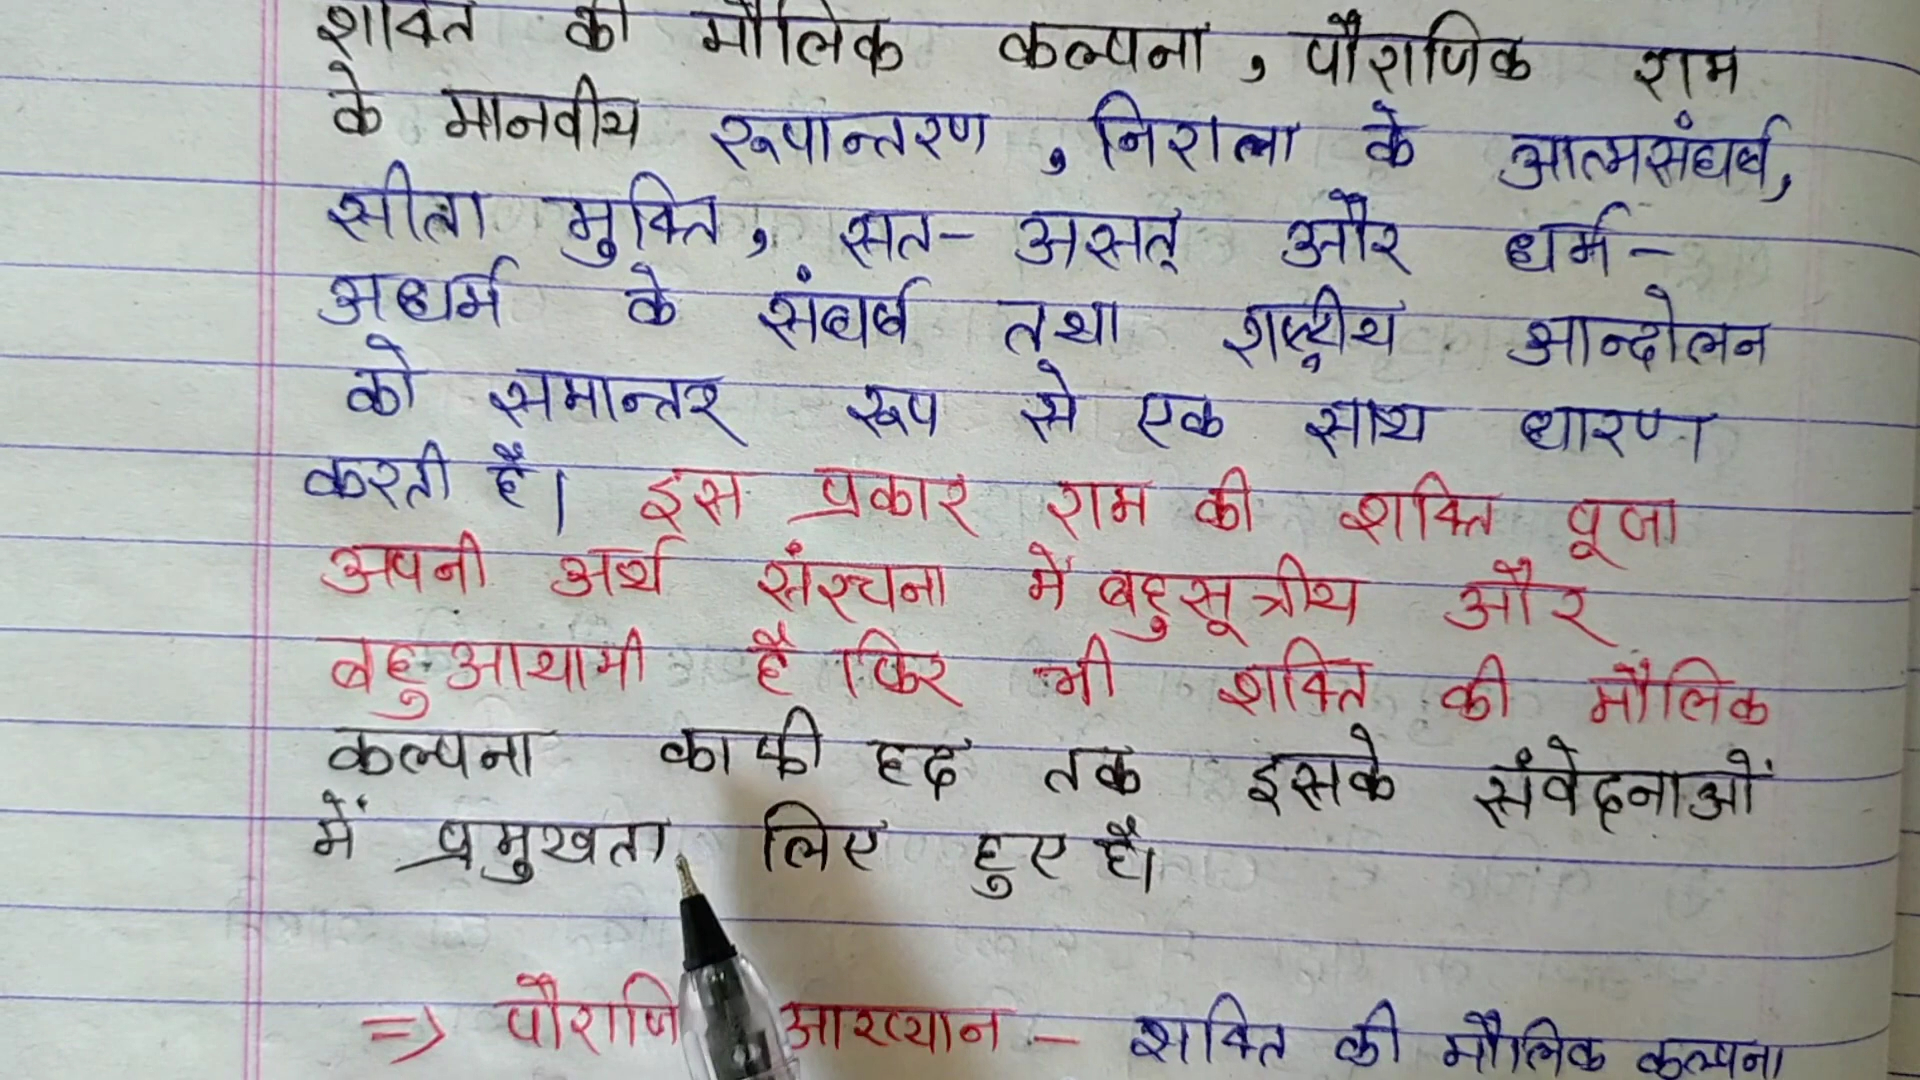 शक्ति की मौलिक कल्पना, पौराणिक राम
के मानवीय रूपान्तरण, निराला के आत्मसंघर्ष,
सीता मुक्ति, सत-असत् और धर्म-
अधर्म के संघर्ष तथा राष्ट्रीय आन्दोलन
को समान्तर रूप से एक साथ धारण
करती है। इस प्रकार राम की शक्ति पूजा
अपनी अर्थ संरचना में बहुसूत्रीय और
बहुआयामी है फिर भी शक्ति की मौलिक
कल्पना काफी हद तक इसके संवेदनाओं
में प्रमुखता लिए हुए है।
=> पौराणि आख्यान - शक्ति की मौलिक कल्पना